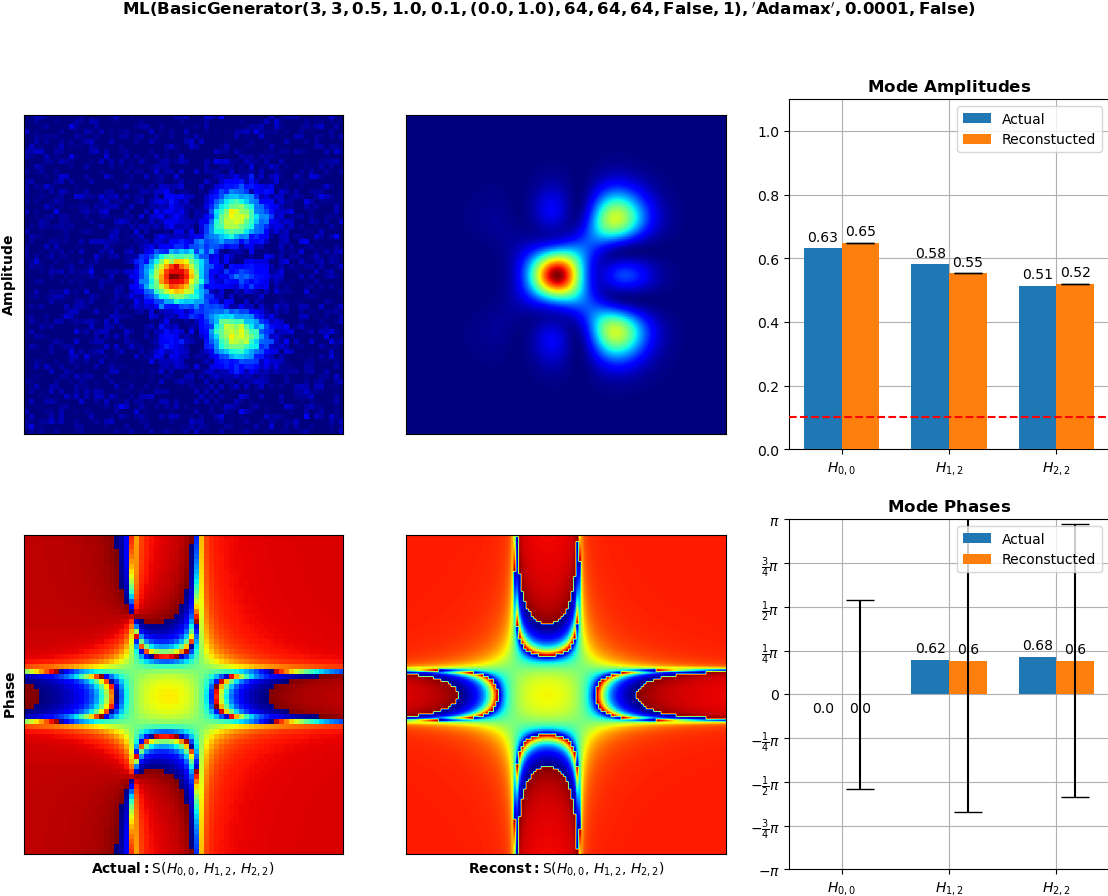 ML(BasicGenerator(3, 3, 0.5, 1.0, 0.1, (0.0, 1.0), 64, 64, 64, False, 1), 'Adamax', 0.0001, False)
Amplitude
Mode Amplitudes
Actual
Reconstucted
1.0
0.8
0.6
0.4
0.2
0.0
0.63
0.65
0.58
0.55
0.51
0.52
H0,0
H1,2
H2,2
Phase
Actual: S(H0,0, H1,2, H2,2)
Reconst: S(H0,0, H1,2, H2,2)
Mode Phases
Actual
Reconstucted
π
3/4π
1/2π
1/4π
0
−1/4π
−1/2π
−3/4π
−π
0.0
0.0
0.62
0.6
0.68
0.6
H0,0
H1,2
H2,2